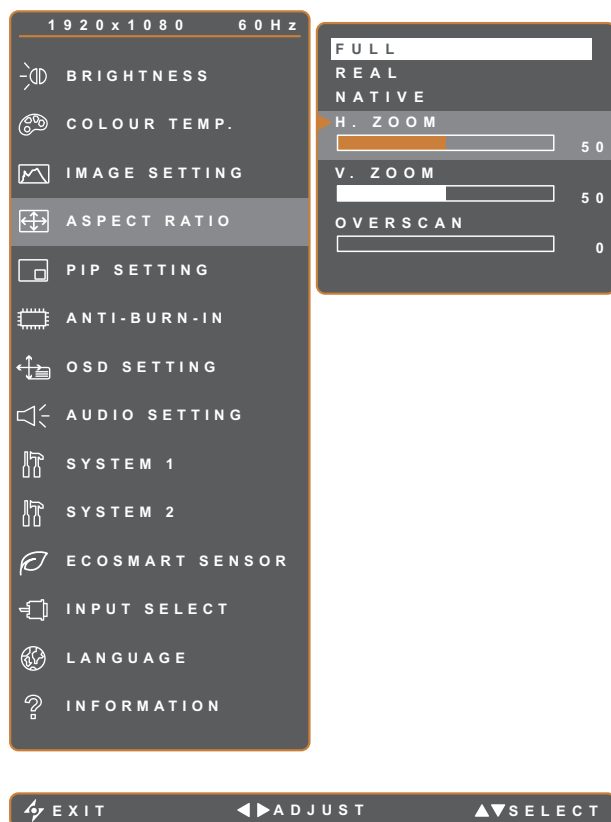 1920x1080 60Hz
BRIGHTNESS
COLOUR TEMP.
IMAGE SETTING
ASPECT RATIO
PIP SETTING
ANTI-BURN-IN
OSD SETTING
AUDIO SETTING
SYSTEM 1
SYSTEM 2
ECOSMART SENSOR
INPUT SELECT
LANGUAGE
INFORMATION
FULL
REAL
NATIVE
H. ZOOM
50
V. ZOOM
50
OVERSCAN
0
EXIT ◀▶ADJUST ▲▼SELECT